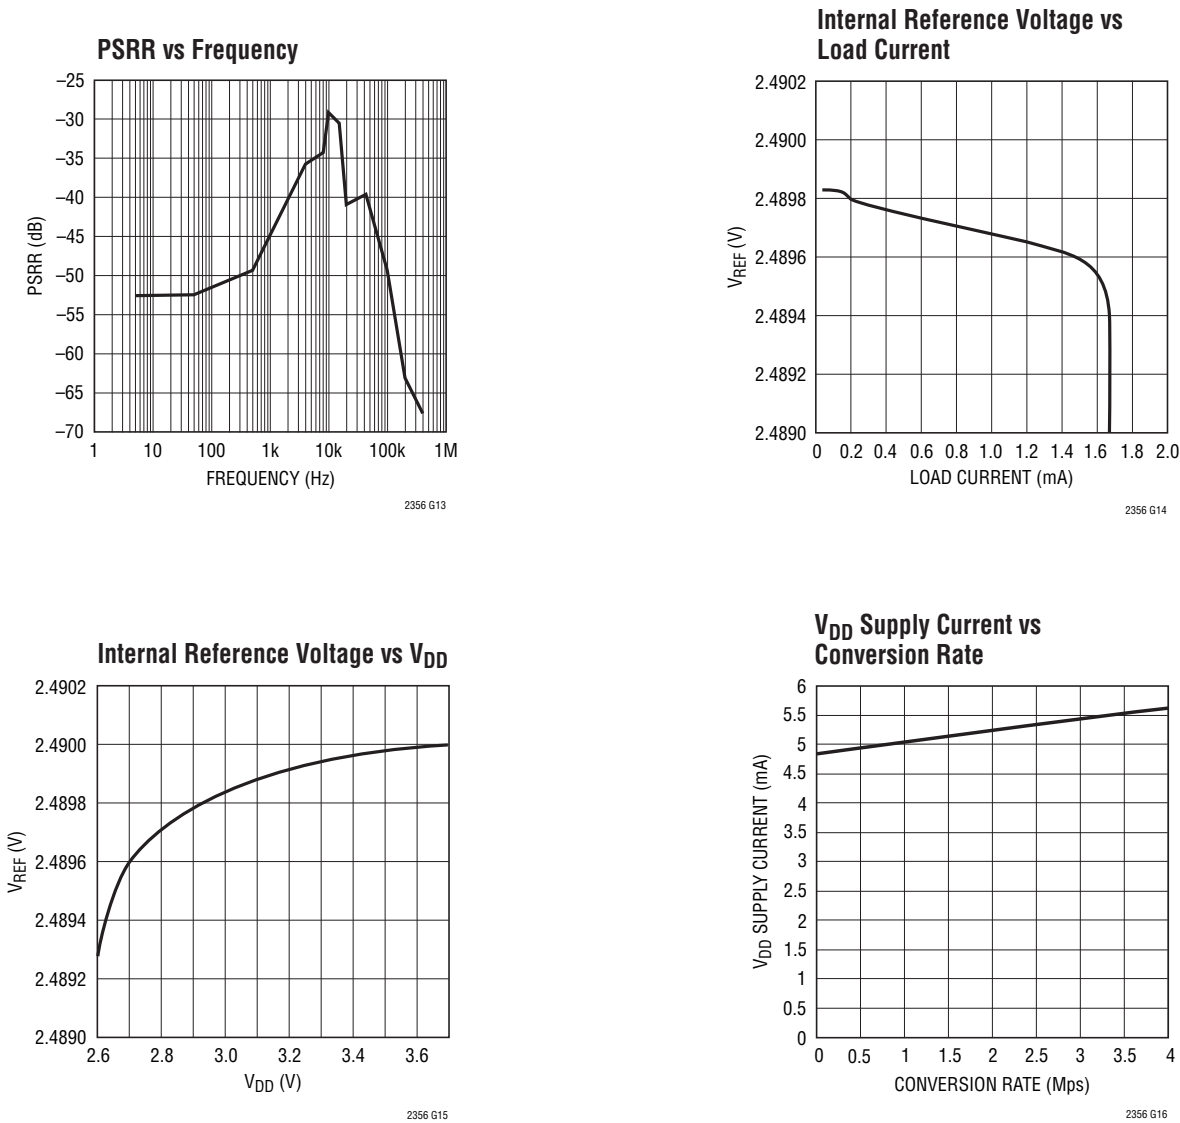 PSRR vs Frequency
–25
–30
–35
–40
–45
–50
–55
–60
–65
–70
PSRR (dB)
1 10 100 1k 10k 100k 1M
FREQUENCY (Hz)
2356 G13
Internal Reference Voltage vs
Load Current
2.4902
2.4900
2.4898
2.4896
2.4894
2.4892
2.4890
VREF (V)
0 0.2 0.4 0.6 0.8 1.0 1.2 1.4 1.6 1.8 2.0
LOAD CURRENT (mA)
2356 G14
Internal Reference Voltage vs VDD
2.4902
2.4900
2.4898
2.4896
2.4894
2.4892
2.4890
VREF (V)
2.6 2.8 3.0 3.2 3.4 3.6
VDD (V)
2356 G15
VDD Supply Current vs
Conversion Rate
6
5.5
5
4.5
4
3.5
3
2.5
2
1.5
1
0.5
0
VDD SUPPLY CURRENT (mA)
0 0.5 1 1.5 2 2.5 3 3.5 4
CONVERSION RATE (Mps)
2356 G16